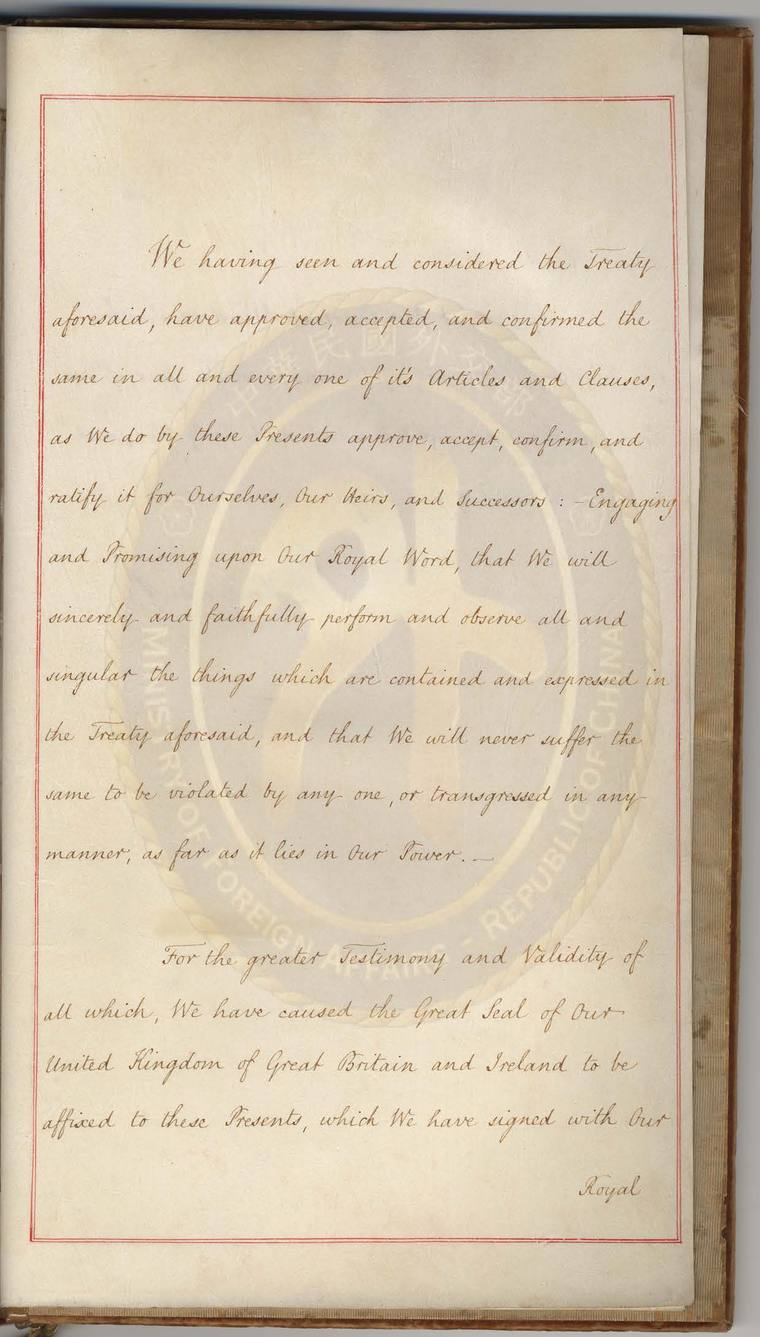 We having seen and considered the Treaty
aforesaid, have approved, accepted, and confirmed the
same in all and every one of it's Articles and Clauses,
as We do by these Presents approve, accept, confirm, and
ratify it for Ourselves, Our Heirs, and Successors : – Engaging
and Promising upon Our Royal Word, that We will
sincerely and faithfully perform and observe all and
singular the things which are contained and expressed in
the Treaty aforesaid, and that We will never suffer the
same to be violated by any one, or transgressed in any
manner, as far as it lies in Our Power. —
For the greater Testimony and Validity of
all which, We have caused the Great Seal of Our
United Kingdom of Great Britain and Ireland to be
affixed to these Presents, which We have signed with Our
Royal
MINISTRY OF FOREIGN AFFAIRS REPUBLIC OF CHINA